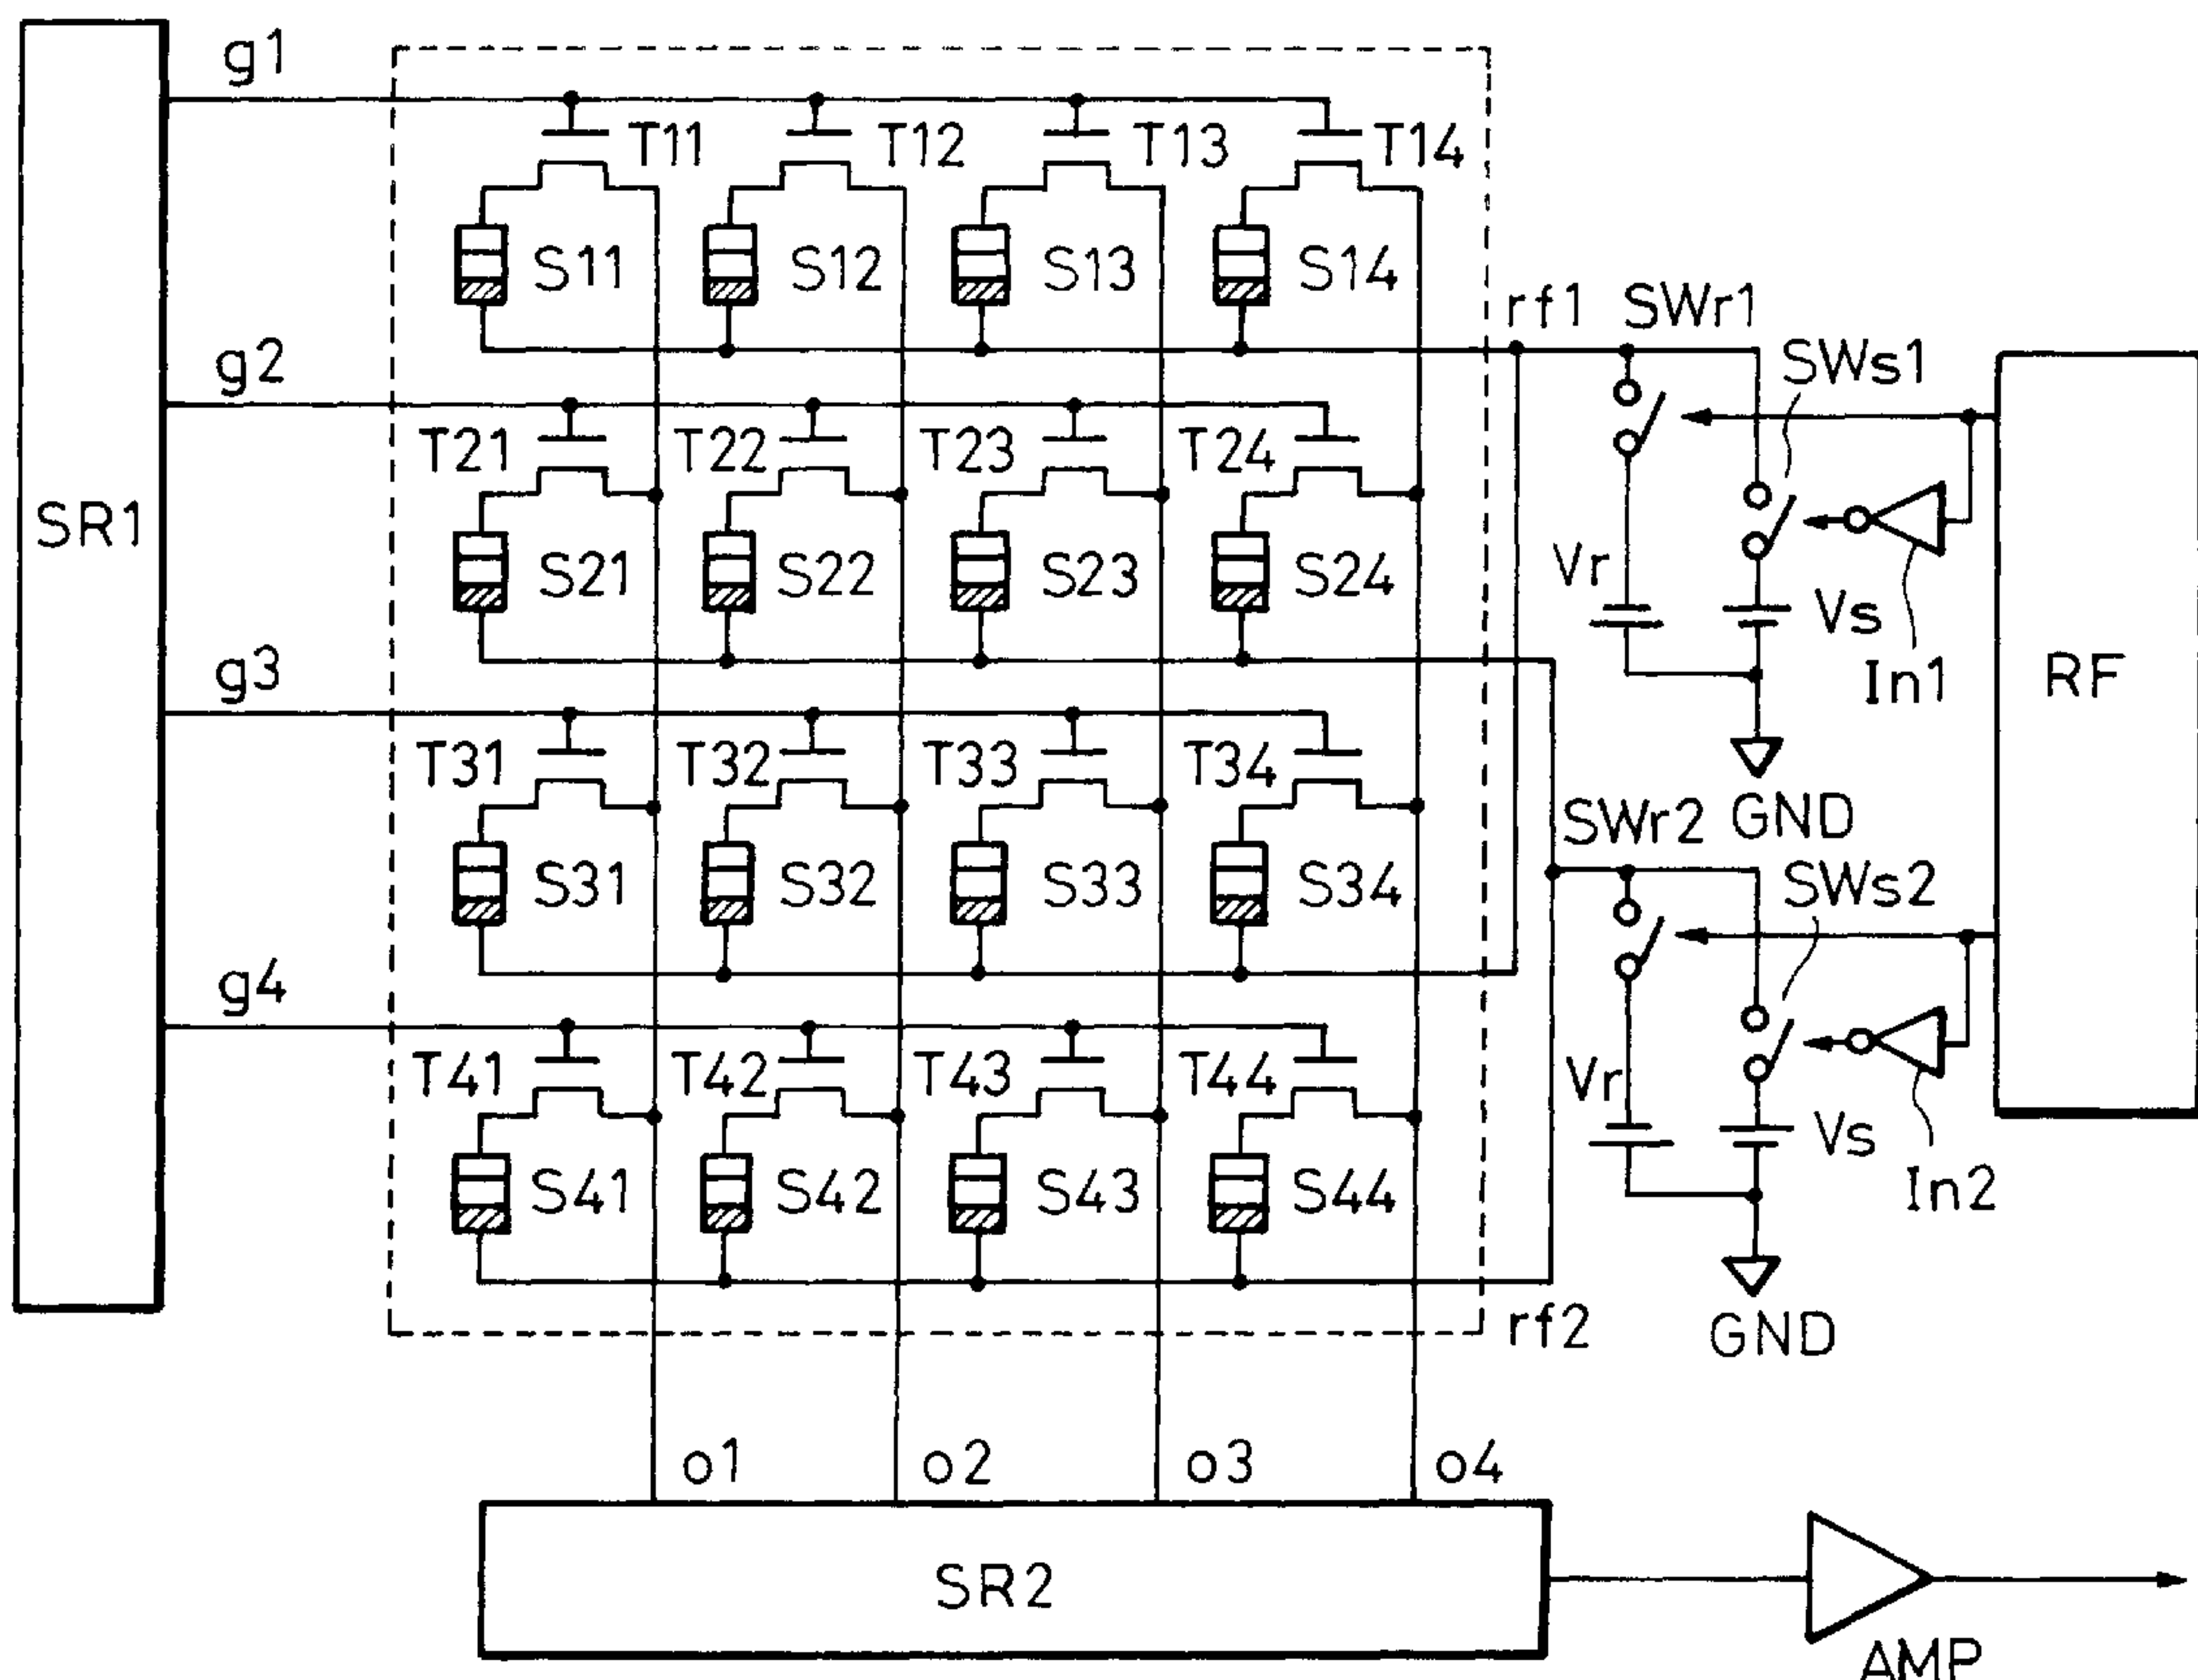 g1
T11 T12 T13 T14
S11 S12 S13 S14
rf1 SWr1
g2
SWs1
T21 T22 T23 T24
SR1
S21 S22 S23 S24
Vr
Vs
In1
RF
g3
T31 T32 T33 T34
SWr2 GND
S31 S32 S33 S34
SWs2
g4
T41 T42 T43 T44
Vr
Vs
S41 S42 S43 S44
In2
rf2
GND
o1 o2 o3 o4
SR2
AMP